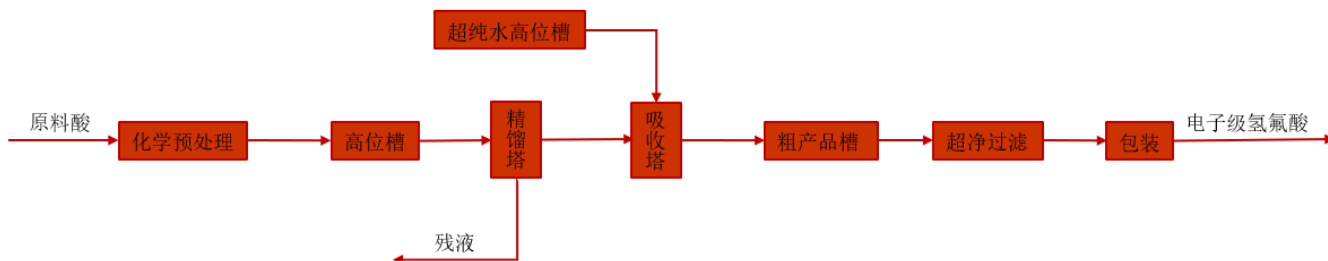 超纯水高位槽
原料酸
化学预处理
高位槽
精馏塔
吸收塔
粗产品槽
超净过滤
包装
电子级氢氟酸
残液